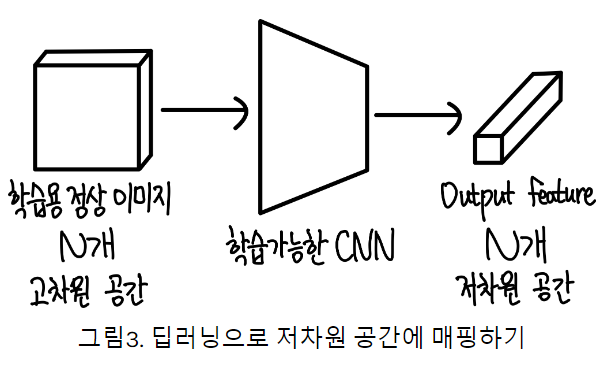 학습용 정상 이미지
N개
고차원 공간
학습가능한 CNN
Output feature
N개
저차원 공간
그림3. 딥러닝으로 저차원 공간에 매핑하기